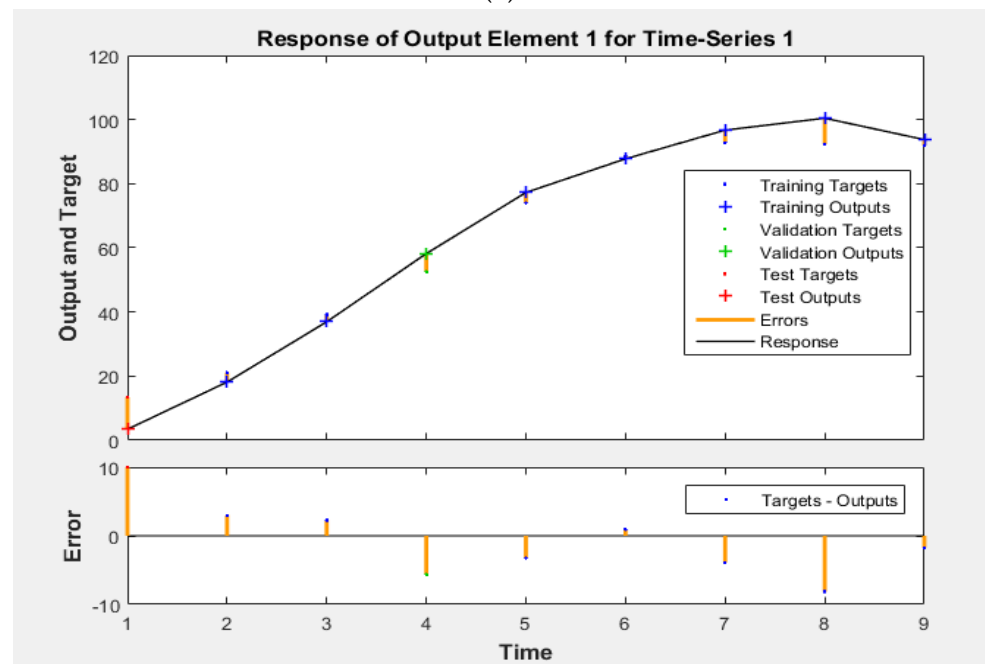 Response of Output Element 1 for Time-Series 1
120
100
80
60
40
20
0
Output and Target
Training Targets
Training Outputs
Validation Targets
Validation Outputs
Test Targets
Test Outputs
Errors
Response
10
0
-10
Error
Targets - Outputs
1 2 3 4 5 6 7 8 9
Time